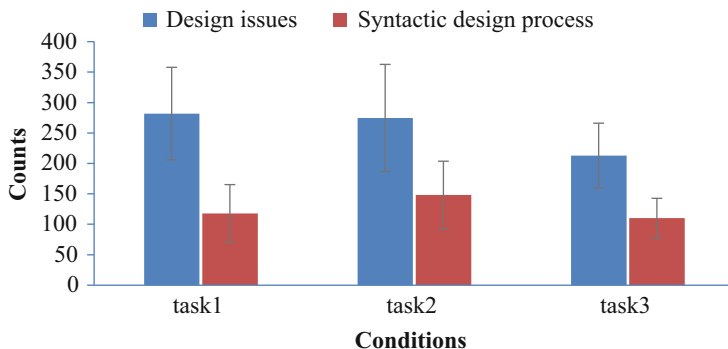 Design issues Syntactic design process
400
350
300
250
200
150
100
50
0
Counts
task1 task2 task3
Conditions